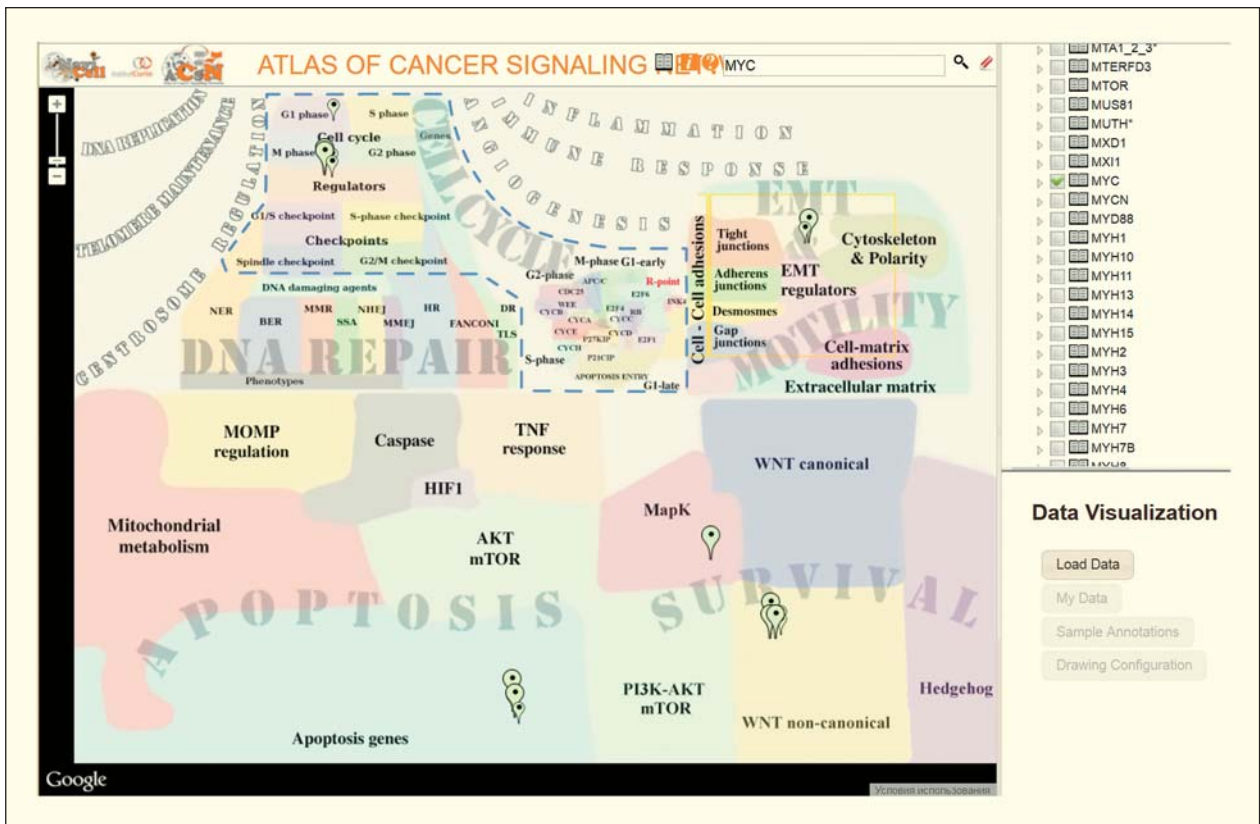 ATLAS OF CANCER SIGNALING
MYC
DNA REPLICATION
TELOMERE MAINTENANCE
CENTROSOME REGULATION
INFLAMMATION
IMMUNE RESPONSE
ANGIOGENESIS
CELL CYCLE
G1 phase
S phase
Cell cycle
Genes
M phase
G2 phase
Regulators
G1/S checkpoint
S-phase checkpoint
Checkpoints
Spindle checkpoint
G2/M checkpoint
DNA damaging agents
NER
BER
MMR
SSA
NHEJ
MMEJ
HR
FANCONI
DR
TLS
DNA REPAIR
Phenotypes
M-phase
G1-early
G2-phase
APC/C
R-point
CDC25
E2F6
INK4
WEE
CYCB
E2F4
RB
CYCA
CYCC
CYCE
CYCD
P27KIP
E2F1
CYCH
S-phase
P21CIP
APOPTOSIS ENTRY
G1-late
EMT
&
MOTILITY
Cell - Cell adhesions
Tight
junctions
Adherens
junctions
Desmosmes
Gap
junctions
EMT
regulators
Cytoskeleton
& Polarity
Cell-matrix
adhesions
Extracellular matrix
MOMP
regulation
Caspase
TNF
response
HIF1
Mitochondrial
metabolism
AKT
mTOR
MapK
WNT canonical
APOPTOSIS
SURVIVAL
Apoptosis genes
PI3K-AKT
mTOR
WNT non-canonical
Hedgehog
Google
Условия использования
MTA1_2_3*
MTERFD3
MTOR
MUS81
MUTH*
MXD1
MXI1
MYC
MYCN
MYD88
MYH1
MYH10
MYH11
MYH13
MYH14
MYH15
MYH2
MYH3
MYH4
MYH6
MYH7
MYH7B
Data Visualization
Load Data
My Data
Sample Annotations
Drawing Configuration